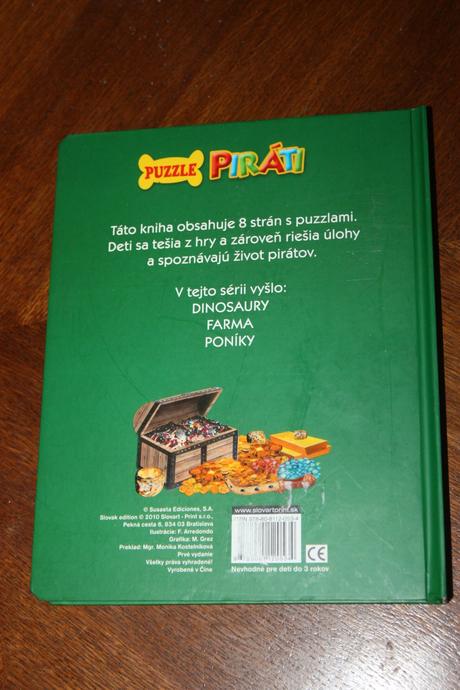 PUZZLE PIRÁTI
Táto kniha obsahuje 8 strán s puzzlami.
Deti sa tešia z hry a zároveň riešia úlohy
a spoznávajú život pirátov.
V tejto sérii vyšlo:
DINOSAURY
FARMA
PONÍKY
© Susaeta Ediciones, S.A.
Slovak edition © 2010 Slovart - Print s.r.o.,
Pekná cesta 6, 834 03 Bratislava
Ilustrácie: F. Arredondo
Grafika: M. Grez
Preklad: Mgr. Monika Kostelníková
Prvé vydanie
Všetky práva vyhradené!
Vyrobené v Číne
www.slovartprint.sk
CE
Nevhodné pre deti do 3 rokov